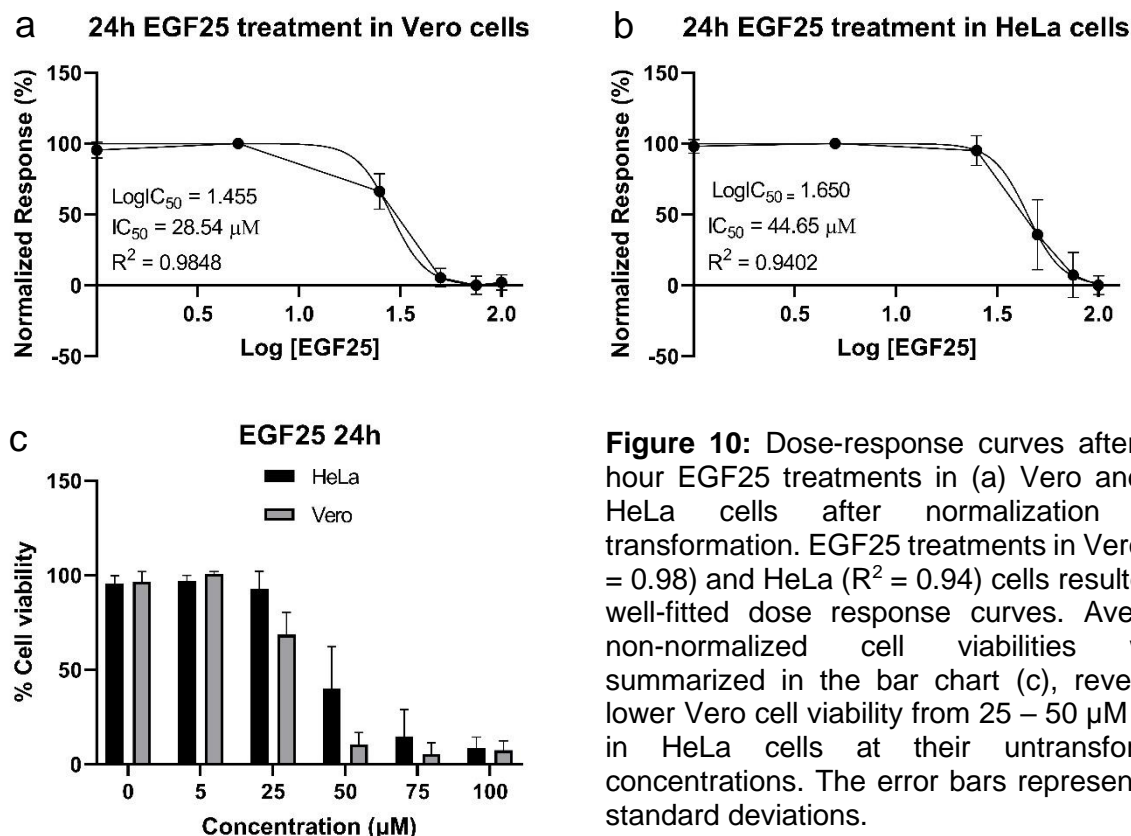 a 24h EGF25 treatment in Vero cells
Normalized Response (%)
150
100
50
0
-50
LogIC50 = 1.455
IC50 = 28.54 µM
R2 = 0.9848
0.5 1.0 1.5 2.0
Log [EGF25]
b 24h EGF25 treatment in HeLa cells
Normalized Response (%)
150
100
50
0
-50
LogIC50 = 1.650
IC50 = 44.65 µM
R2 = 0.9402
0.5 1.0 1.5 2.0
Log [EGF25]
c EGF25 24h
HeLa
Vero
% Cell viability
150
100
50
0
0 5 25 50 75 100
Concentration (µM)
Figure 10: Dose-response curves after
hour EGF25 treatments in (a) Vero and
HeLa cells after normalization
transformation. EGF25 treatments in Vero
= 0.98) and HeLa (R2 = 0.94) cells resulte
well-fitted dose response curves. Ave
non-normalized cell viabilities
summarized in the bar chart (c), reve
lower Vero cell viability from 25 – 50 µM
in HeLa cells at their untransfor
concentrations. The error bars represen
standard deviations.